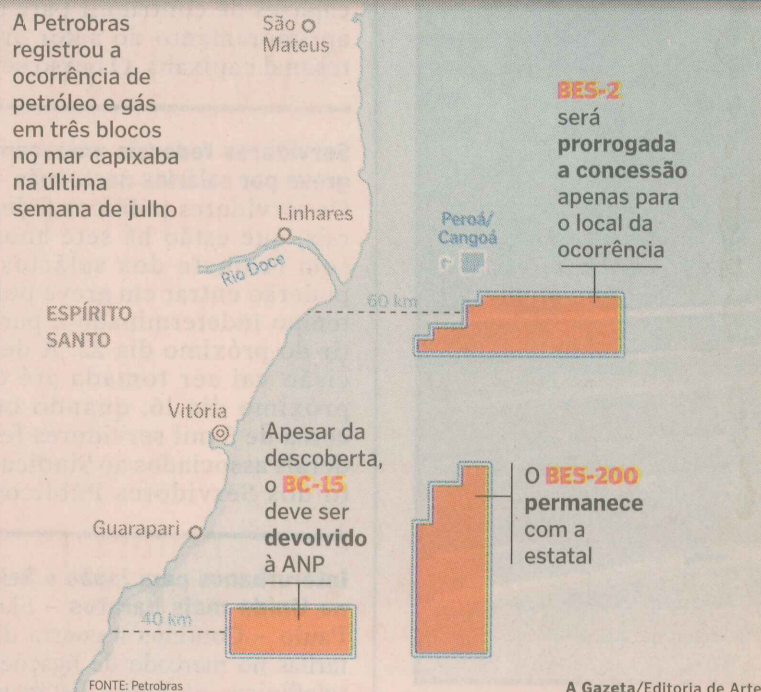 A Petrobras
registrou a
ocorrência de
petróleo e gás
em três blocos
no mar capixaba
na última
semana de julho
São
Mateus
BES-2
será
prorrogada
a concessão
apenas para
o local da
ocorrência
Linhares
Peroá/
Cangoá
G
Rio Doce
60 km
ESPÍRITO
SANTO
Vitória
Apesar da
descoberta,
o BC-15
deve ser
devolvido
à ANP
O BES-200
permanece
com a
estatal
Guarapari
40 km
FONTE: Petrobras
A Gazeta/Editoria de Arte